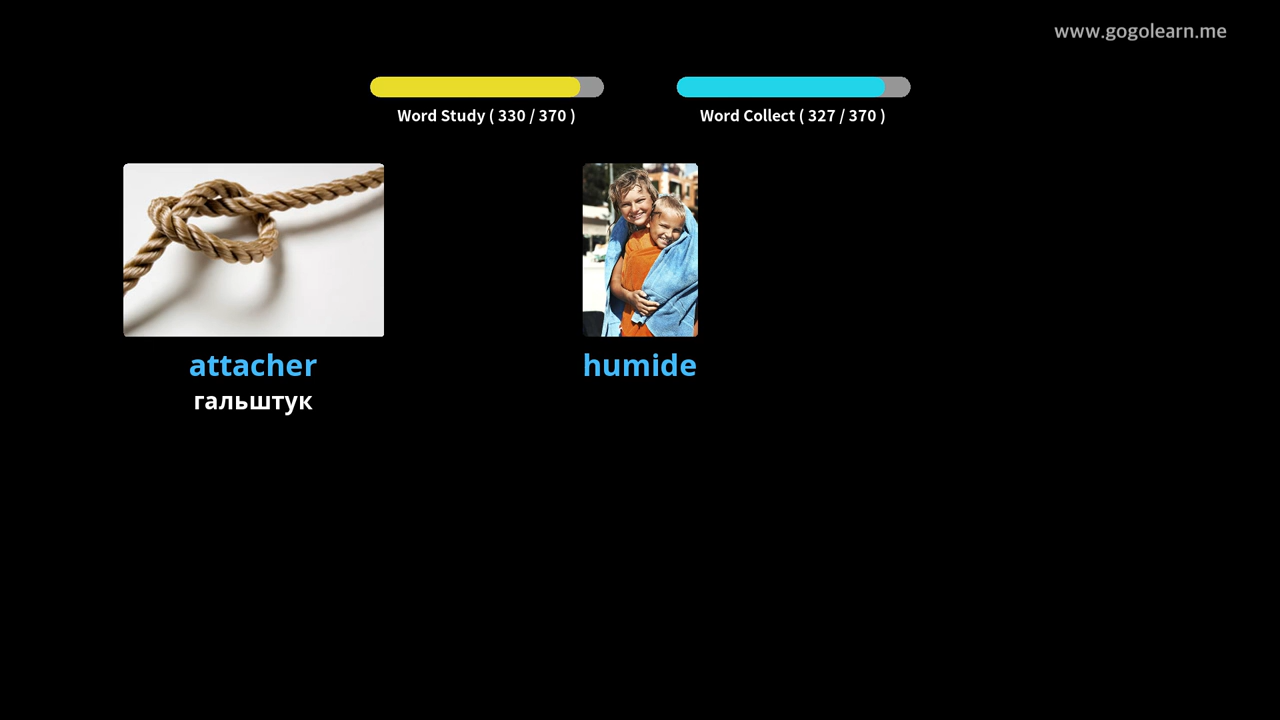 www.gogolearn.me
Word Study ( 330 / 370 )
Word Collect ( 327 / 370 )
attacher
humide
гальштук